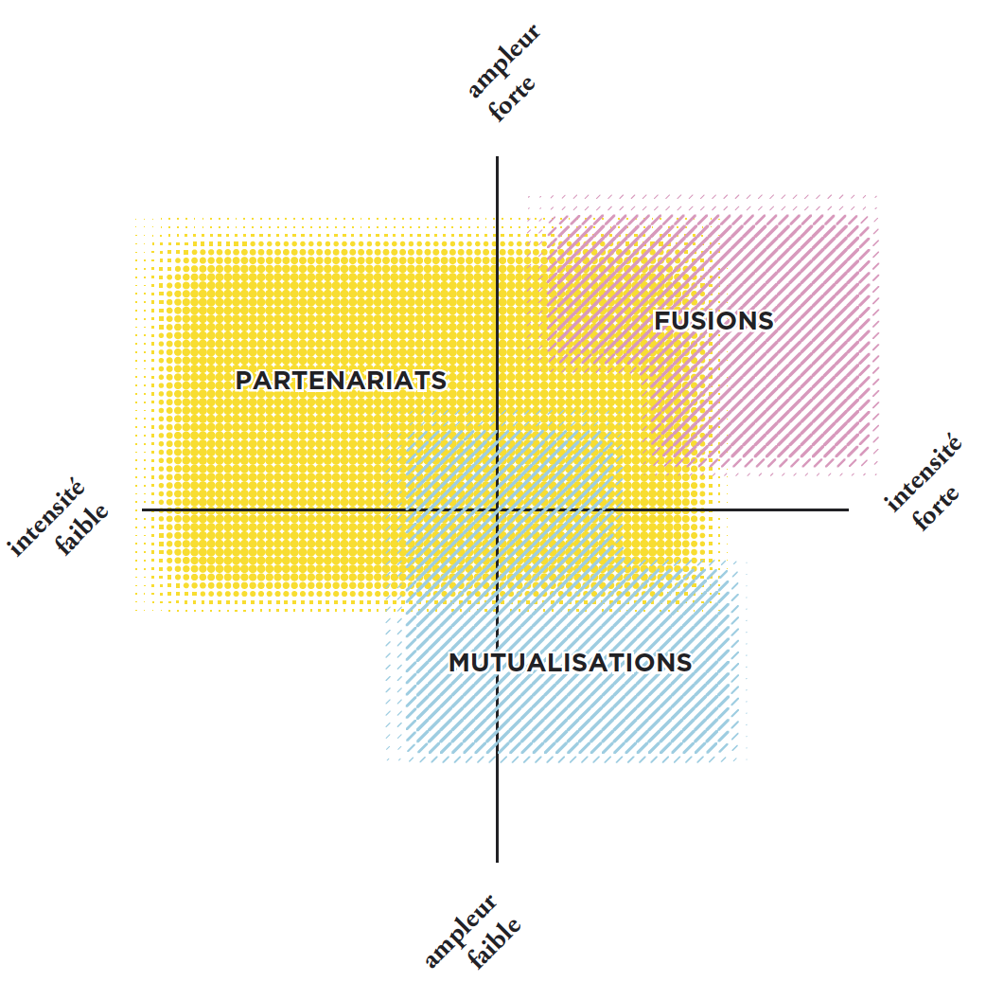 ampleur
forte
FUSIONS
PARTENARIATS
intensité
faible
intensité
forte
MUTUALISATIONS
ampleur
faible